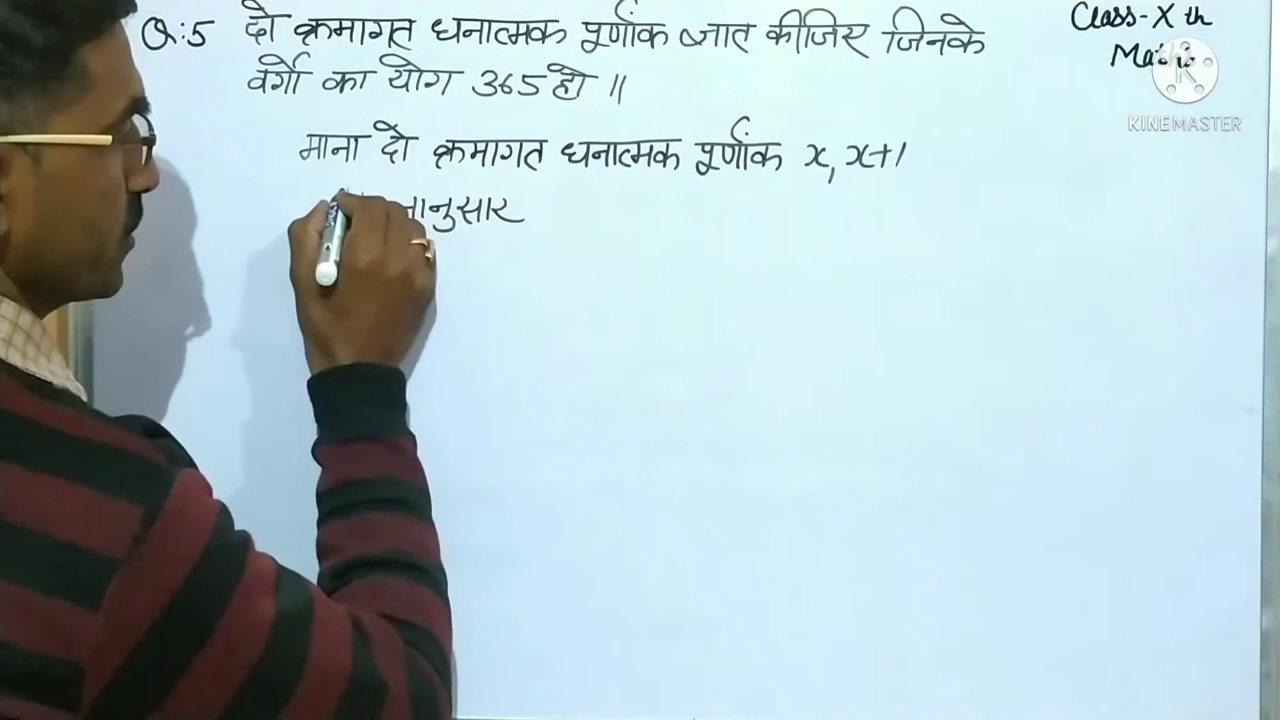 Q:5 दो क्रमागत धनात्मक पूर्णांक ज्ञात कीजिए जिनके
वर्गों का योग 365 हो ॥
Class-X th
KINEMASTER
माना दो क्रमागत धनात्मक पूर्णांक x, x+1